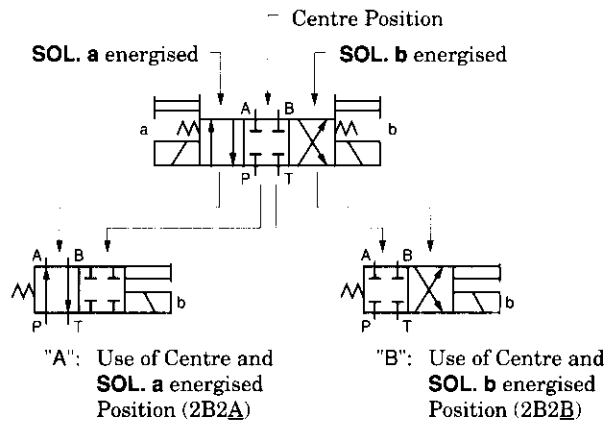 Centre Position
SOL. a energised SOL. b energised
A B
a b
P T
A B A B
b b
P T P T
"A": Use of Centre and "B": Use of Centre and
SOL. a energised SOL. b energised
Position (2B2A) Position (2B2B)